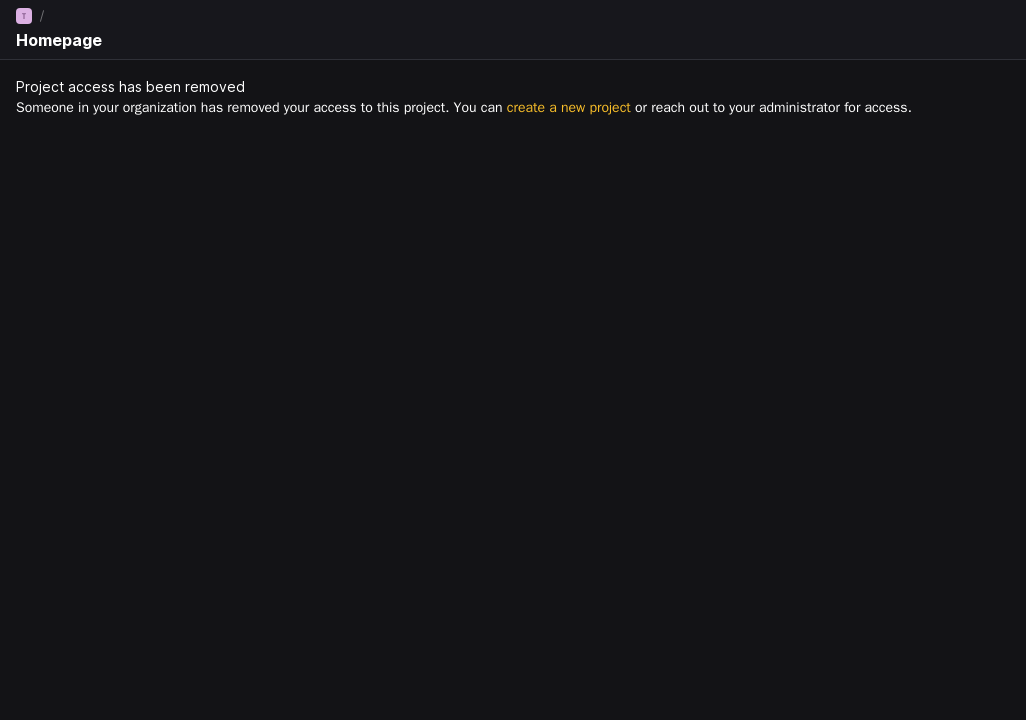 T /
Homepage
Project access has been removed
Someone in your organization has removed your access to this project. You can create a new project or reach out to your administrator for access.